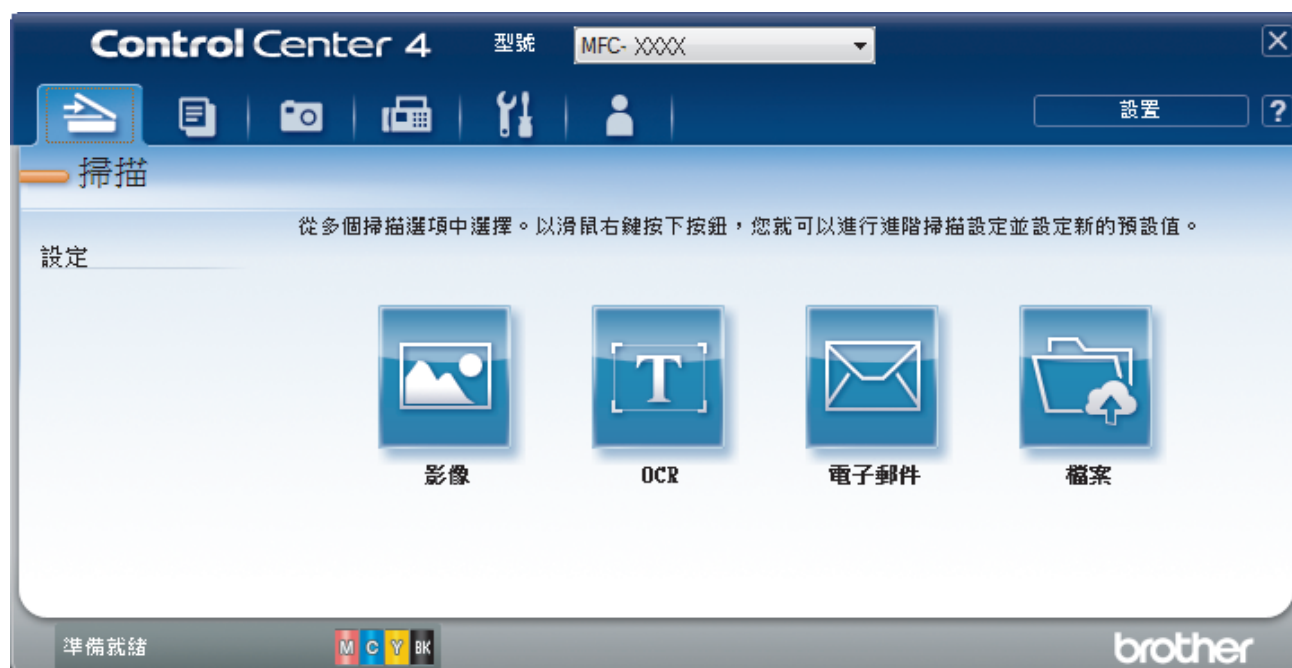 Control Center 4 型號 MFC- XXXX
設置 ?
掃描
從多個掃描選項中選擇。以滑鼠右鍵按下按鈕，您就可以進行進階掃描設定並設定新的預設值。
設定
T
影像 OCR 電子郵件 檔案
準備就緒 M C Y BK brother